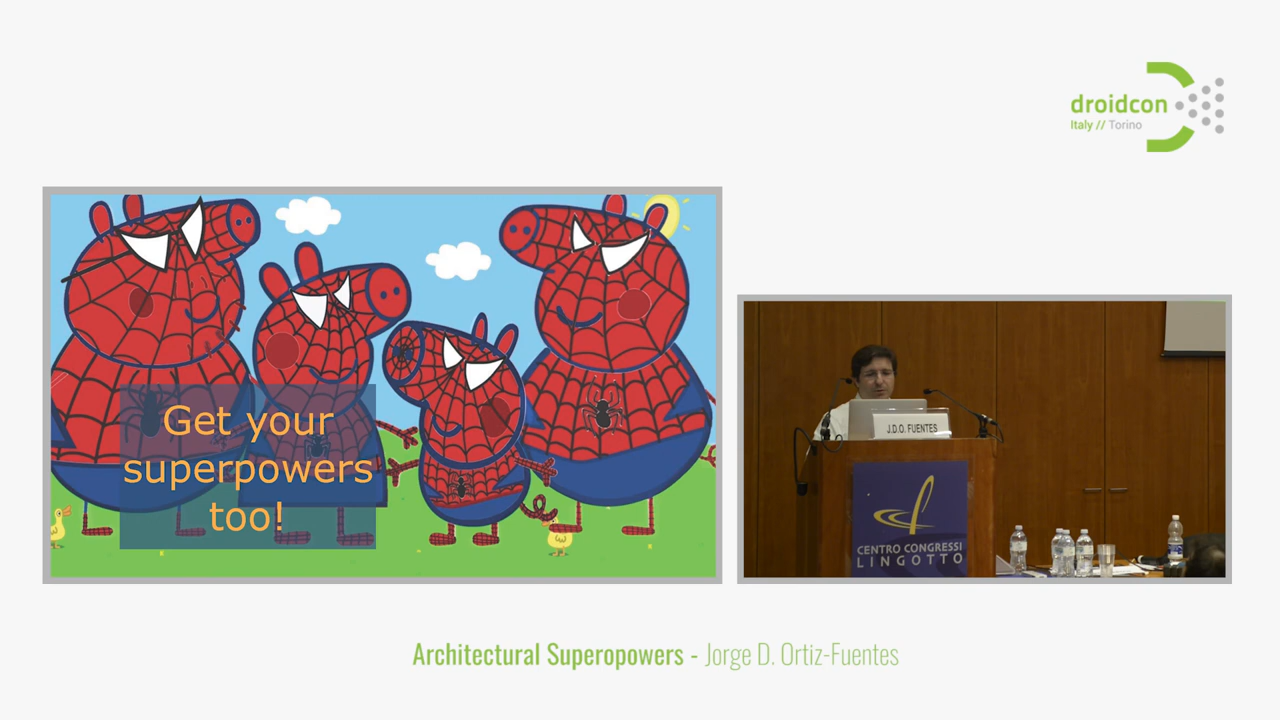 droidcon
Italy // Torino
Get your
superpowers
too!
J.D.O. FUENTES
CENTRO CONGRESSI
LINGOTTO
Architectural Superopowers - Jorge D. Ortiz-Fuentes